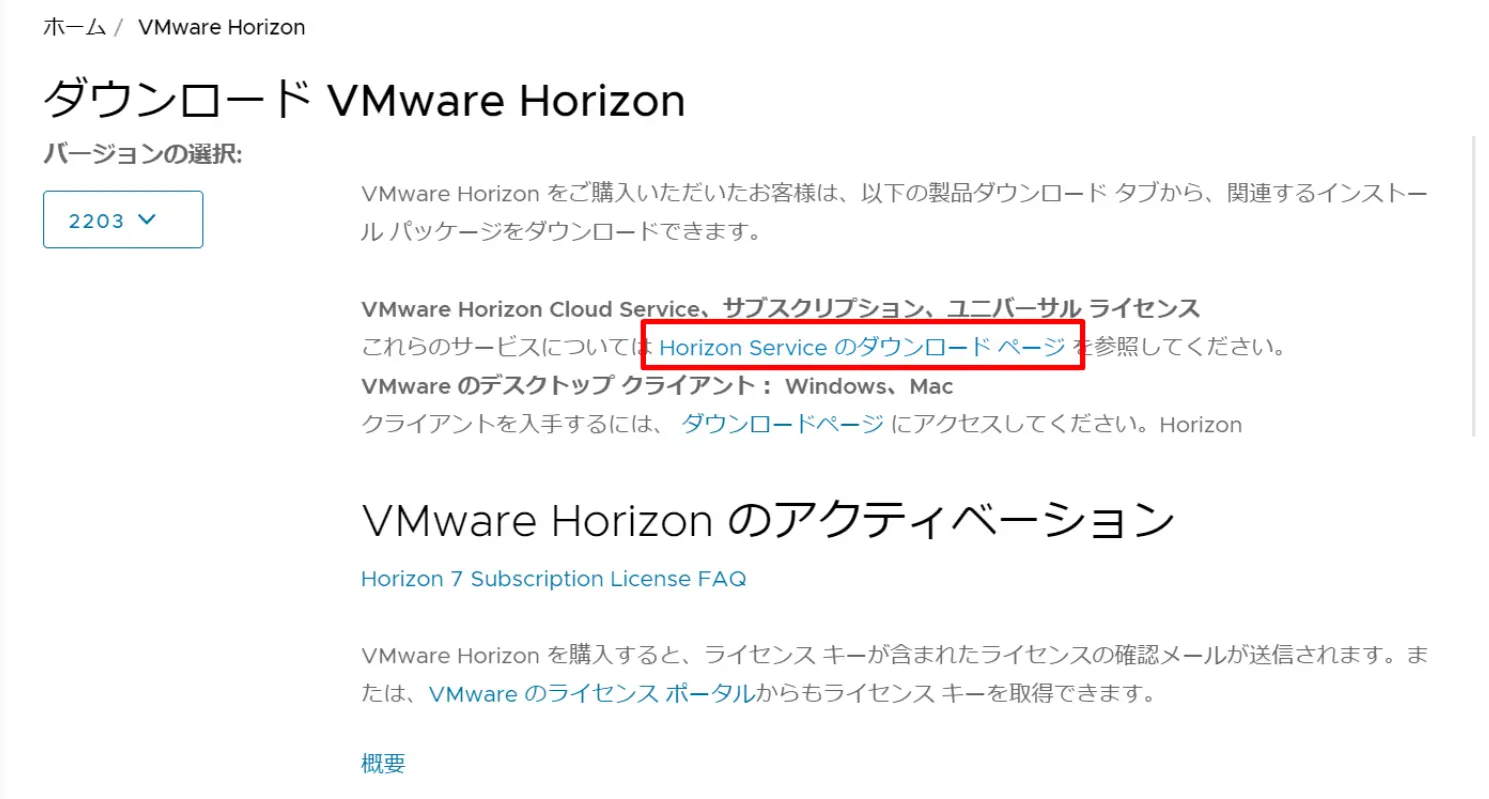 ホーム / VMware Horizon
ダウンロード VMware Horizon
バージョンの選択:
2203
VMware Horizon をご購入いただいたお客様は、以下の製品ダウンロード タブから、関連するインストー
ル パッケージをダウンロードできます。
VMware Horizon Cloud Service、サブスクリプション、ユニバーサル ライセンス
これらのサービスについては Horizon Service のダウンロード ページ を参照してください。
VMware のデスクトップ クライアント： Windows、Mac
クライアントを入手するには、 ダウンロードページ にアクセスしてください。Horizon
VMware Horizon のアクティベーション
Horizon 7 Subscription License FAQ
VMware Horizon を購入すると、ライセンス キーが含まれたライセンスの確認メールが送信されます。ま
たは、VMware のライセンス ポータルからもライセンス キーを取得できます。
概要